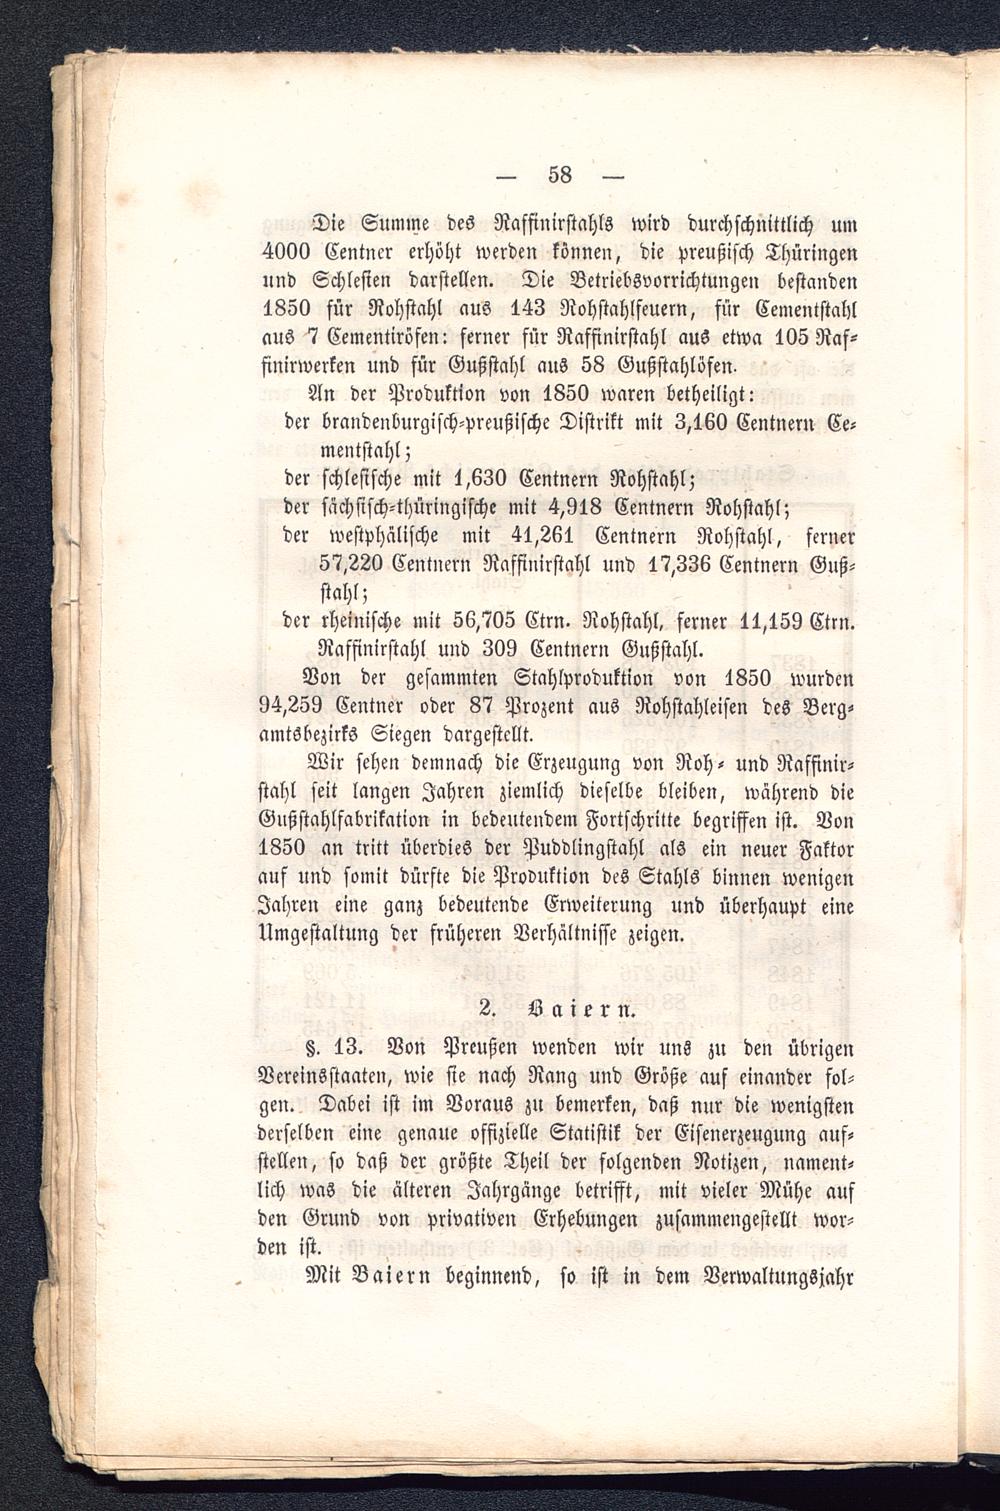 — 58 —
Die Summe des Raffinirstahls wird durchschnittlich um
4000 Centner erhöht werden können, die preußisch Thüringen
und Schlesien darstellen. Die Betriebsvorrichtungen bestanden
1850 für Rohstahl aus 143 Rohstahlfeuern, für Cementstahl
aus 7 Cementiröfen: ferner für Raffinirstahl aus etwa 105 Raf-
finirwerken und für Gußstahl aus 58 Gußstahlöfen.
An der Produktion von 1850 waren betheiligt:
der brandenburgisch-preußische Distrikt mit 3,160 Centnern Ce-
mentstahl;
der schlesische mit 1,630 Centnern Rohstahl;
der sächsisch-thüringische mit 4,918 Centnern Rohstahl;
der westphälische mit 41,261 Centnern Rohstahl, ferner
57,220 Centnern Raffinirstahl und 17,336 Centnern Guß-
stahl;
der rheinische mit 56,705 Ctrn. Rohstahl, ferner 11,159 Ctrn.
Raffinirstahl und 309 Centnern Gußstahl.
Von der gesammten Stahlproduktion von 1850 wurden
94,259 Centner oder 87 Prozent aus Rohstahleisen des Berg-
amtsbezirks Siegen dargestellt.
Wir sehen demnach die Erzeugung von Roh- und Raffinir-
stahl seit langen Jahren ziemlich dieselbe bleiben, während die
Gußstahlfabrikation in bedeutendem Fortschritte begriffen ist. Von
1850 an tritt überdies der Puddlingstahl als ein neuer Faktor
auf und somit dürfte die Produktion des Stahls binnen wenigen
Jahren eine ganz bedeutende Erweiterung und überhaupt eine
Umgestaltung der früheren Verhältnisse zeigen.
2. Baiern.
§. 13. Von Preußen wenden wir uns zu den übrigen
Vereinsstaaten, wie sie nach Rang und Größe auf einander fol-
gen. Dabei ist im Voraus zu bemerken, daß nur die wenigsten
derselben eine genaue offizielle Statistik der Eisenerzeugung auf-
stellen, so daß der größte Theil der folgenden Notizen, nament-
lich was die älteren Jahrgänge betrifft, mit vieler Mühe auf
den Grund von privativen Erhebungen zusammengestellt wor-
den ist.
Mit Baiern beginnend, so ist in dem Verwaltungsjahr